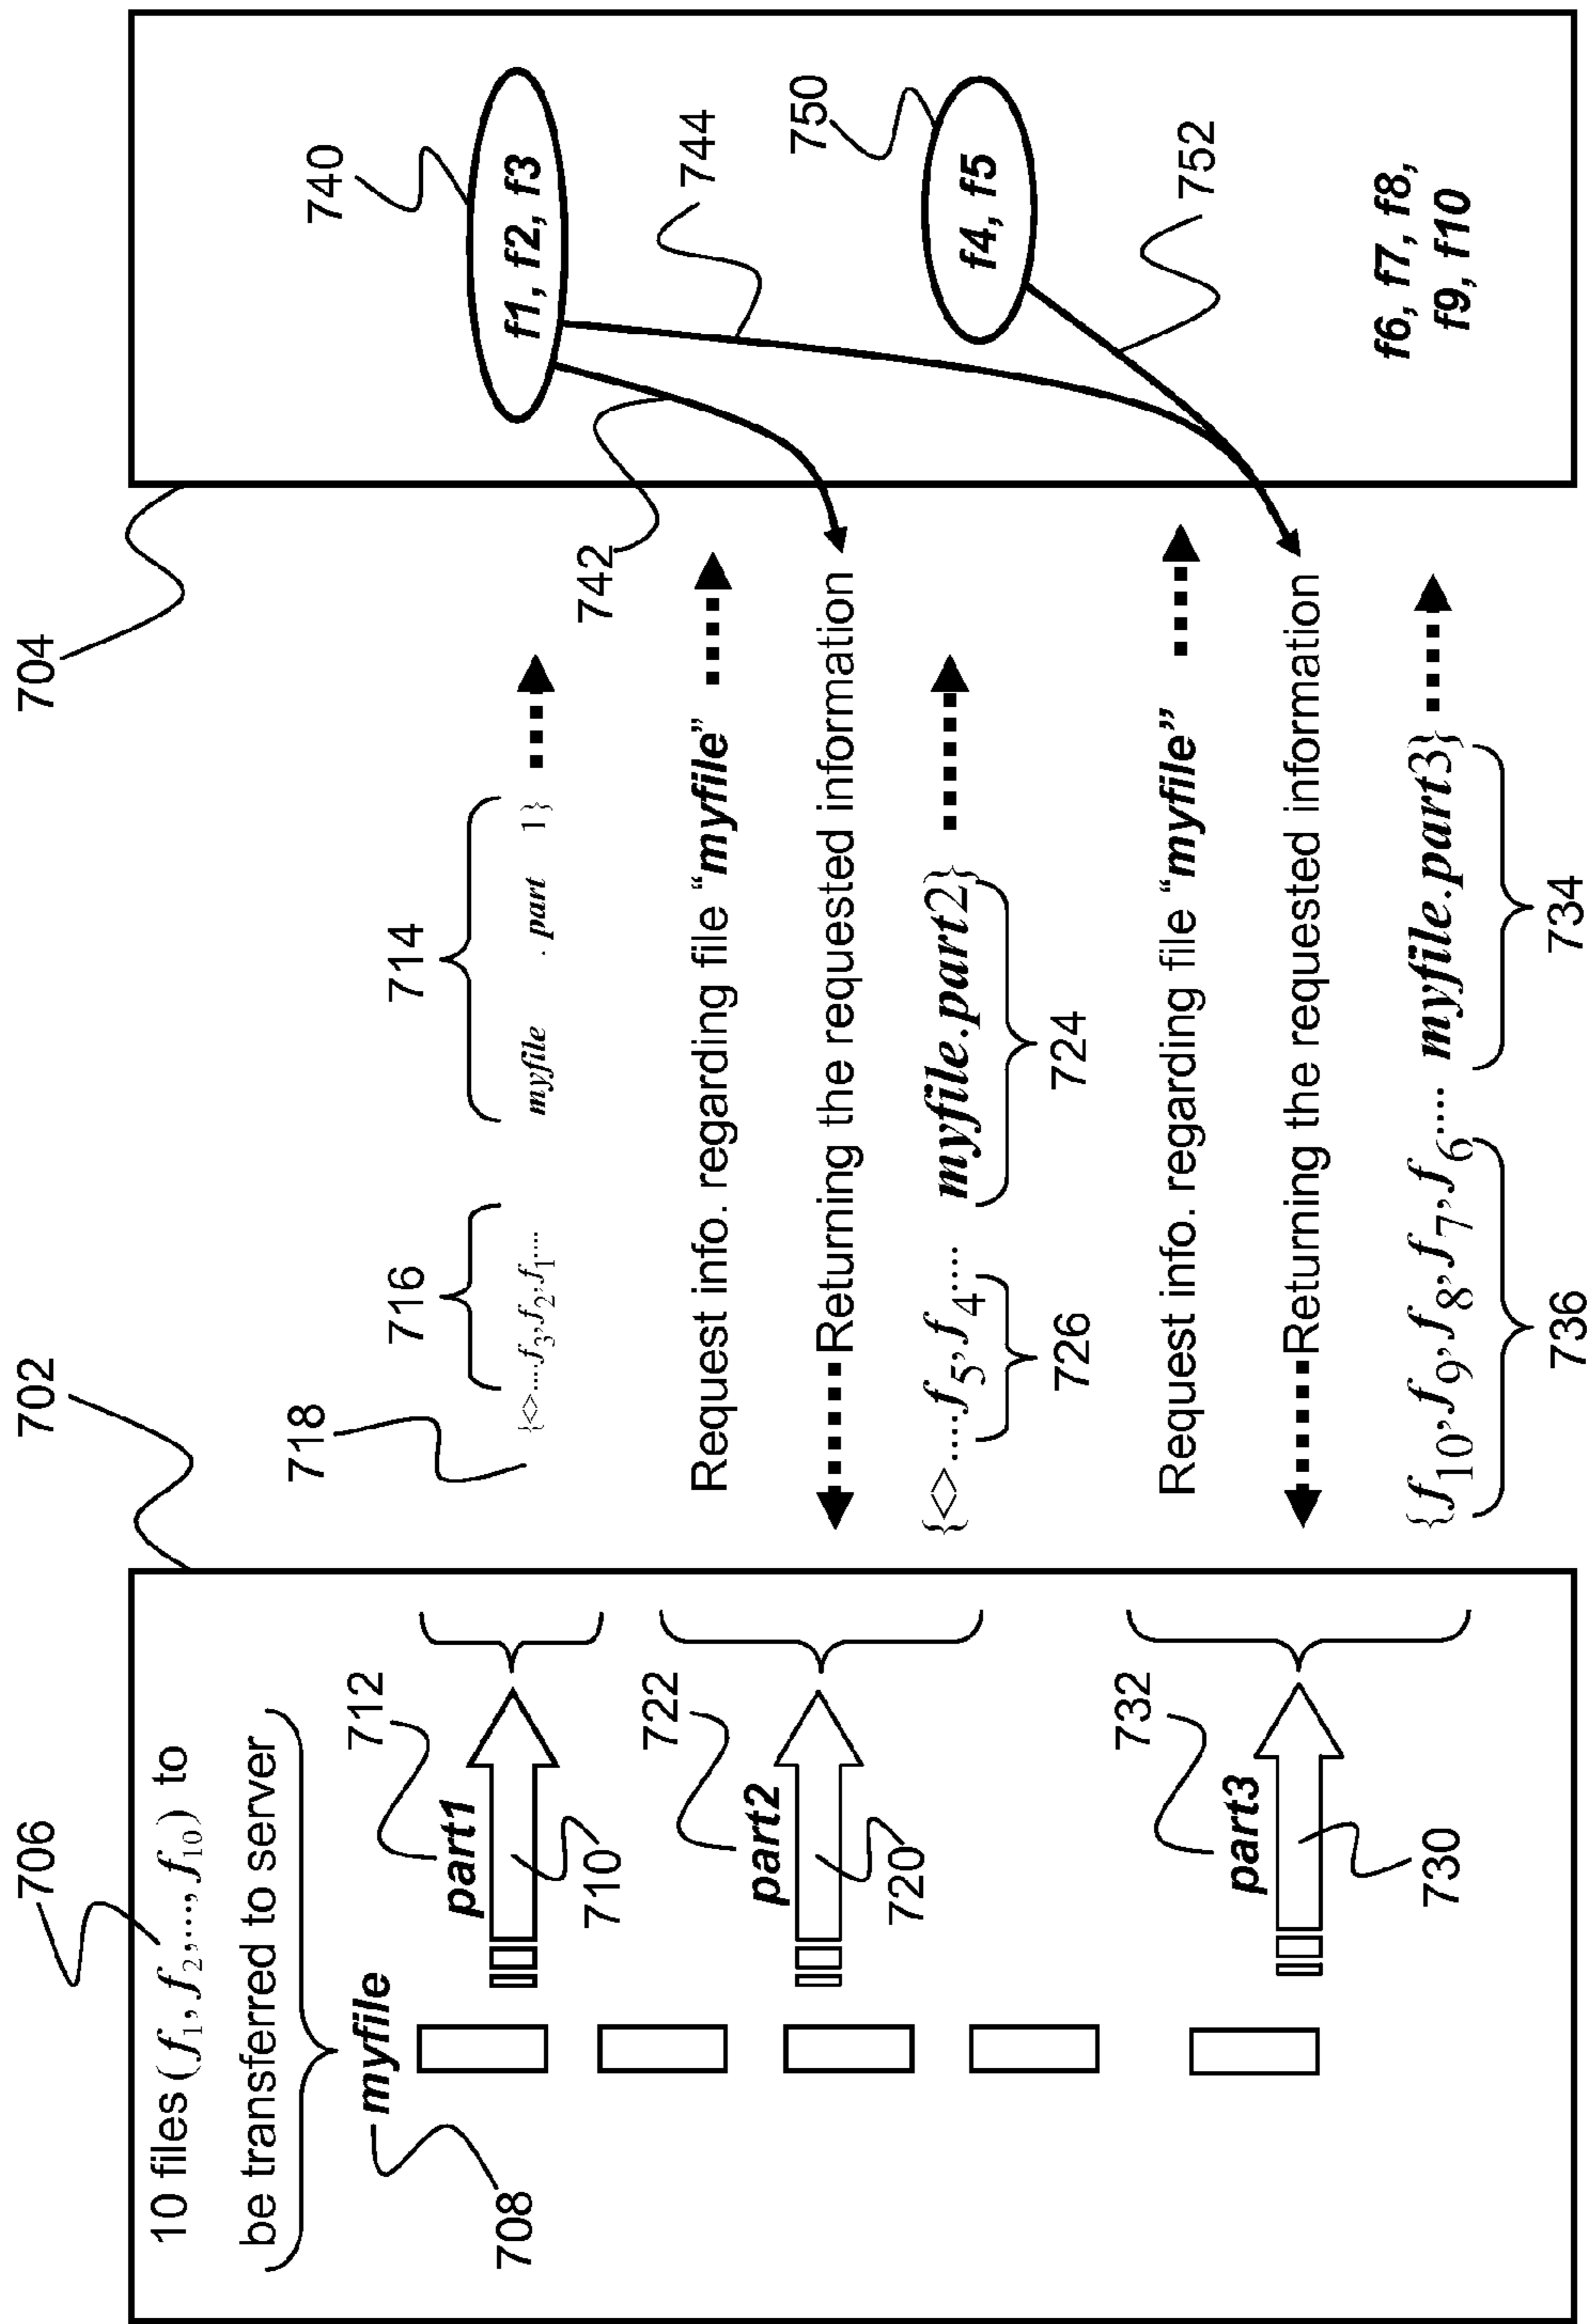 702
704
706
10 files (f1, f2,..., f10) to
be transferred to server
708
myfile
712
part1
710
722
part2
720
732
part3
730
718
716
714
{<>....f3,f2,f1.... myfile .part 1}
742
Request info. regarding file “myfile”
Returning the requested information
{<>....f5,f4.... myfile.part2}
726
724
Request info. regarding file “myfile”
Returning the requested information
{f10,f9,f8,f7,f6.... myfile.part3}
736
734
740
f1, f2, f3
744
750
f4, f5
752
f6, f7, f8,
f9, f10